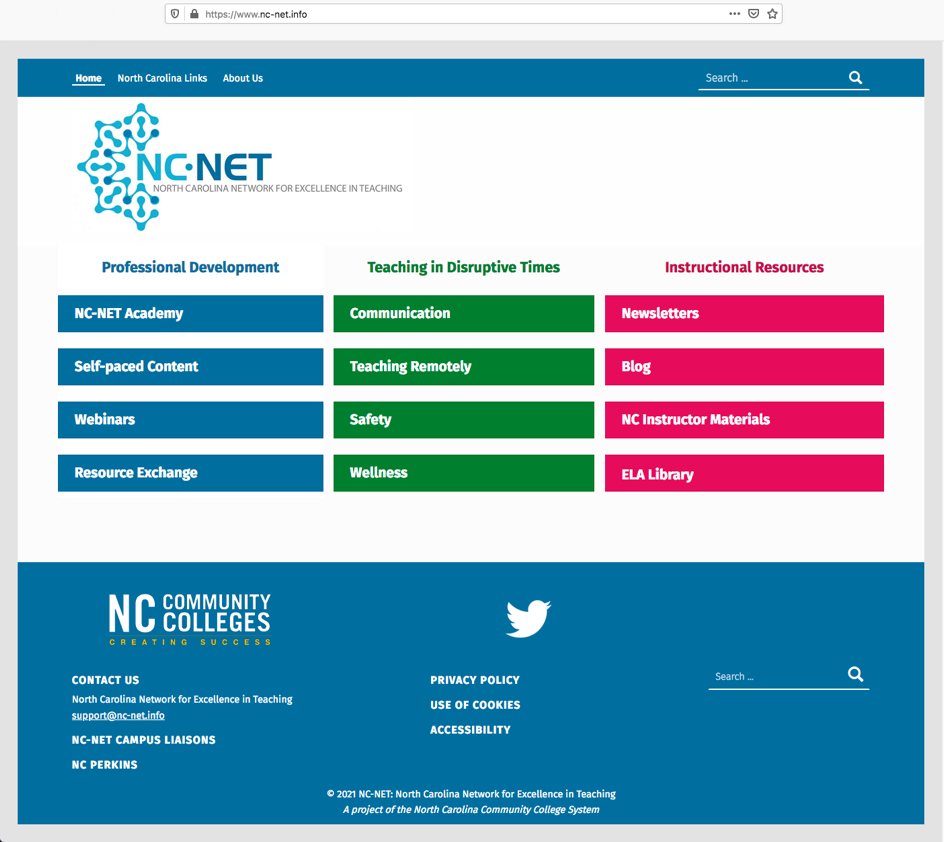 https://www.nc-net.info
Home North Carolina Links About Us Search ...
NC·NET
NORTH CAROLINA NETWORK FOR EXCELLENCE IN TEACHING
Professional Development
NC-NET Academy
Self-paced Content
Webinars
Resource Exchange
Teaching in Disruptive Times
Communication
Teaching Remotely
Safety
Wellness
Instructional Resources
Newsletters
Blog
NC Instructor Materials
ELA Library
NC COMMUNITY COLLEGES
CREATING SUCCESS
CONTACT US
North Carolina Network for Excellence in Teaching
support@nc-net.info
NC-NET CAMPUS LIAISONS
NC PERKINS
PRIVACY POLICY
USE OF COOKIES
ACCESSIBILITY
Search ...
© 2021 NC-NET: North Carolina Network for Excellence in Teaching
A project of the North Carolina Community College System